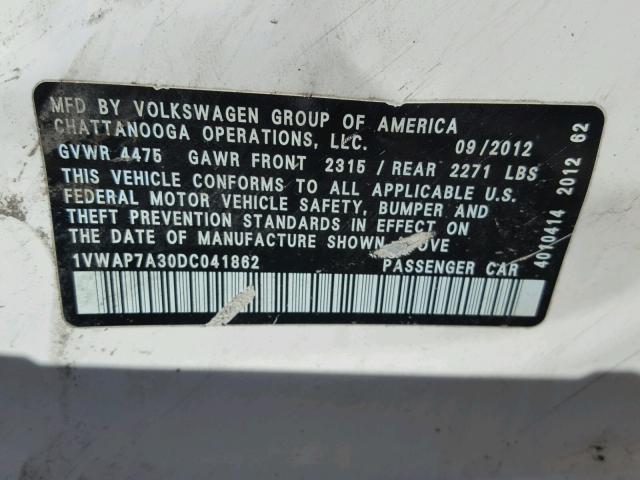 MFD BY VOLKSWAGEN GROUP OF AMERICA
CHATTANOOGA OPERATIONS, LLC.
09/2012
GVWR 4475 GAWR FRONT 2315 / REAR 2271 LBS
THIS VEHICLE CONFORMS TO ALL APPLICABLE U.S.
FEDERAL MOTOR VEHICLE SAFETY, BUMPER AND
THEFT PREVENTION STANDARDS IN EFFECT ON
THE DATE OF MANUFACTURE SHOWN
1VWAP7A30DC041862 PASSENGER CAR
4010414 2012 62